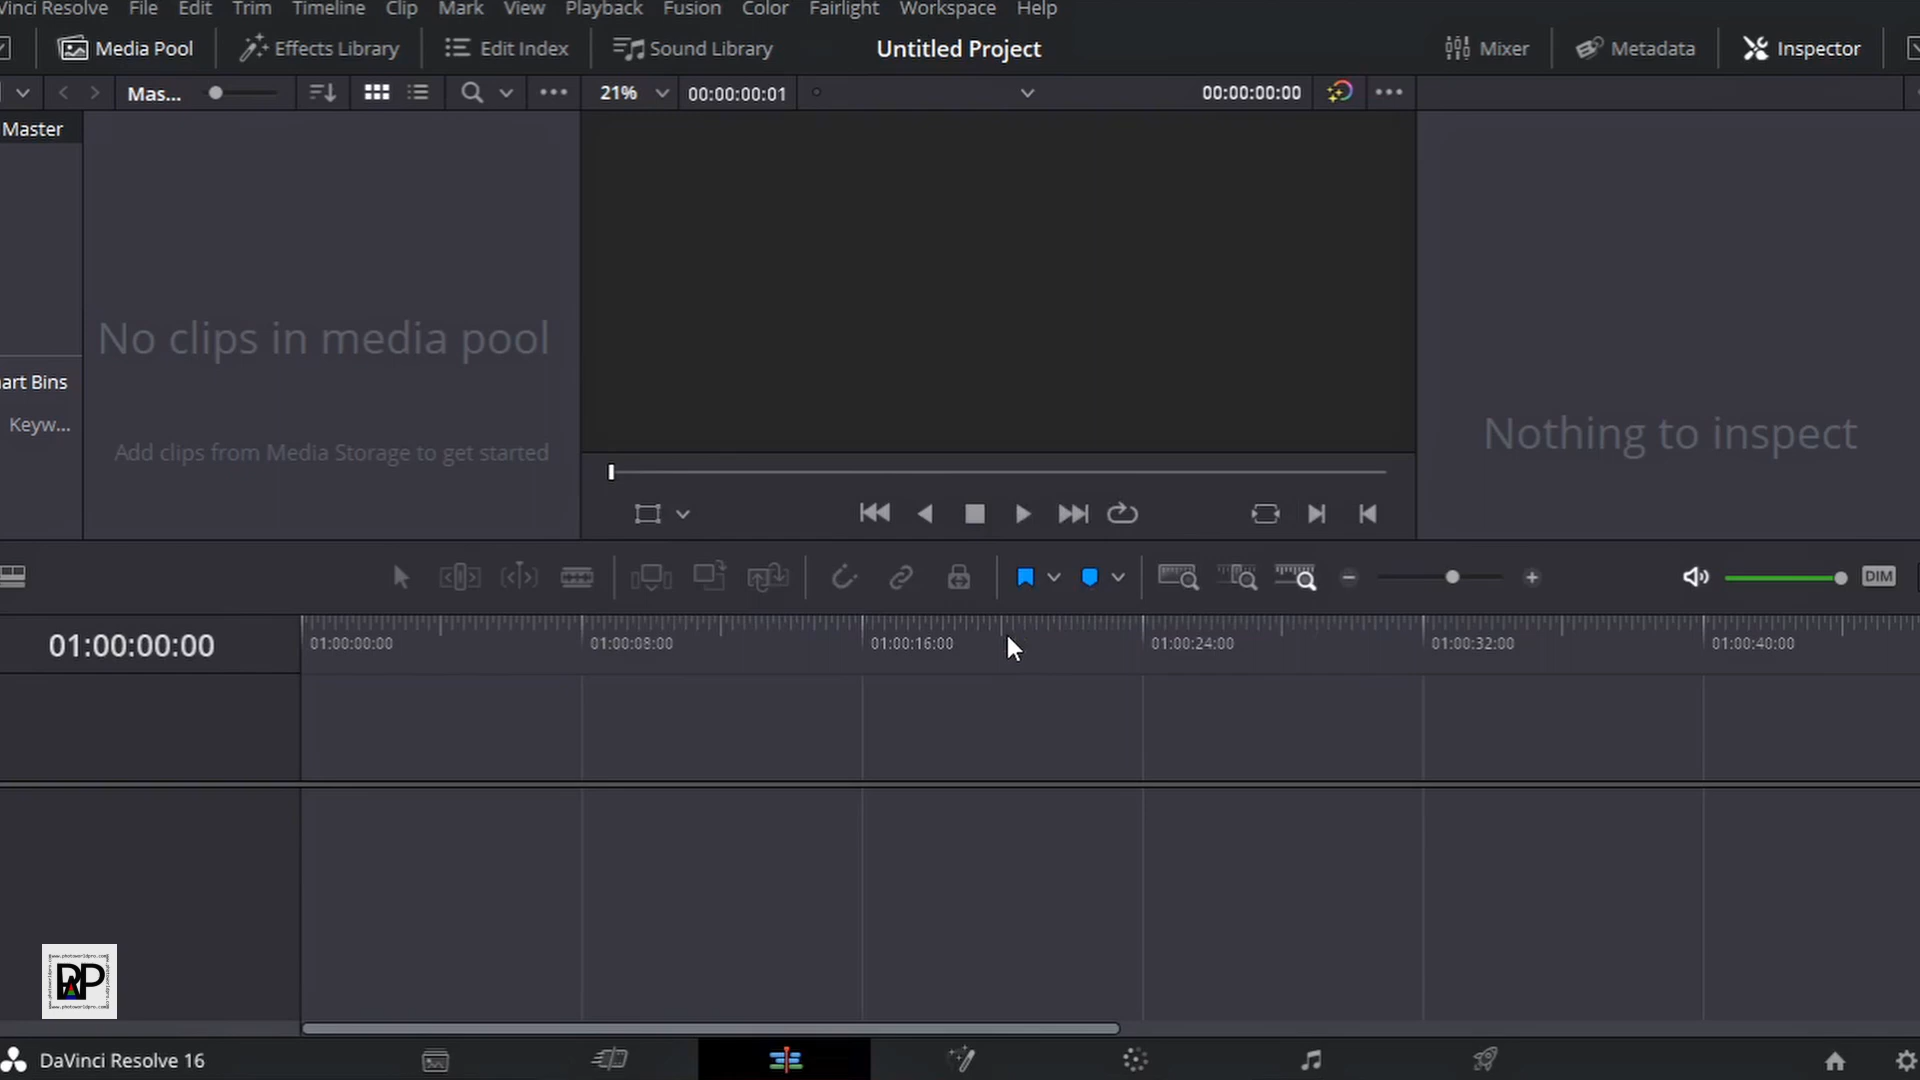 Vinci Resolve File Edit Trim Timeline Clip Mark View Playback Fusion Color Fairlight Workspace Help
Media Pool Effects Library Edit Index Sound Library Untitled Project Mixer Metadata Inspector
Mas... 21% 00:00:00:01 00:00:00:00
Master
No clips in media pool
art Bins
Keyw...
Add clips from Media Storage to get started
Nothing to inspect
DIM
01:00:00:00 01:00:00:00 01:00:08:00 01:00:16:00 01:00:24:00 01:00:32:00 01:00:40:00
www.photoworldpro.com
DaVinci Resolve 16